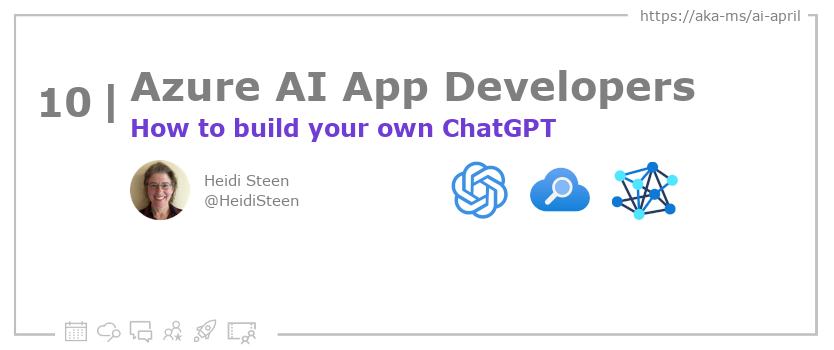 https://aka-ms/ai-april
10 | Azure AI App Developers
How to build your own ChatGPT
Heidi Steen
@HeidiSteen